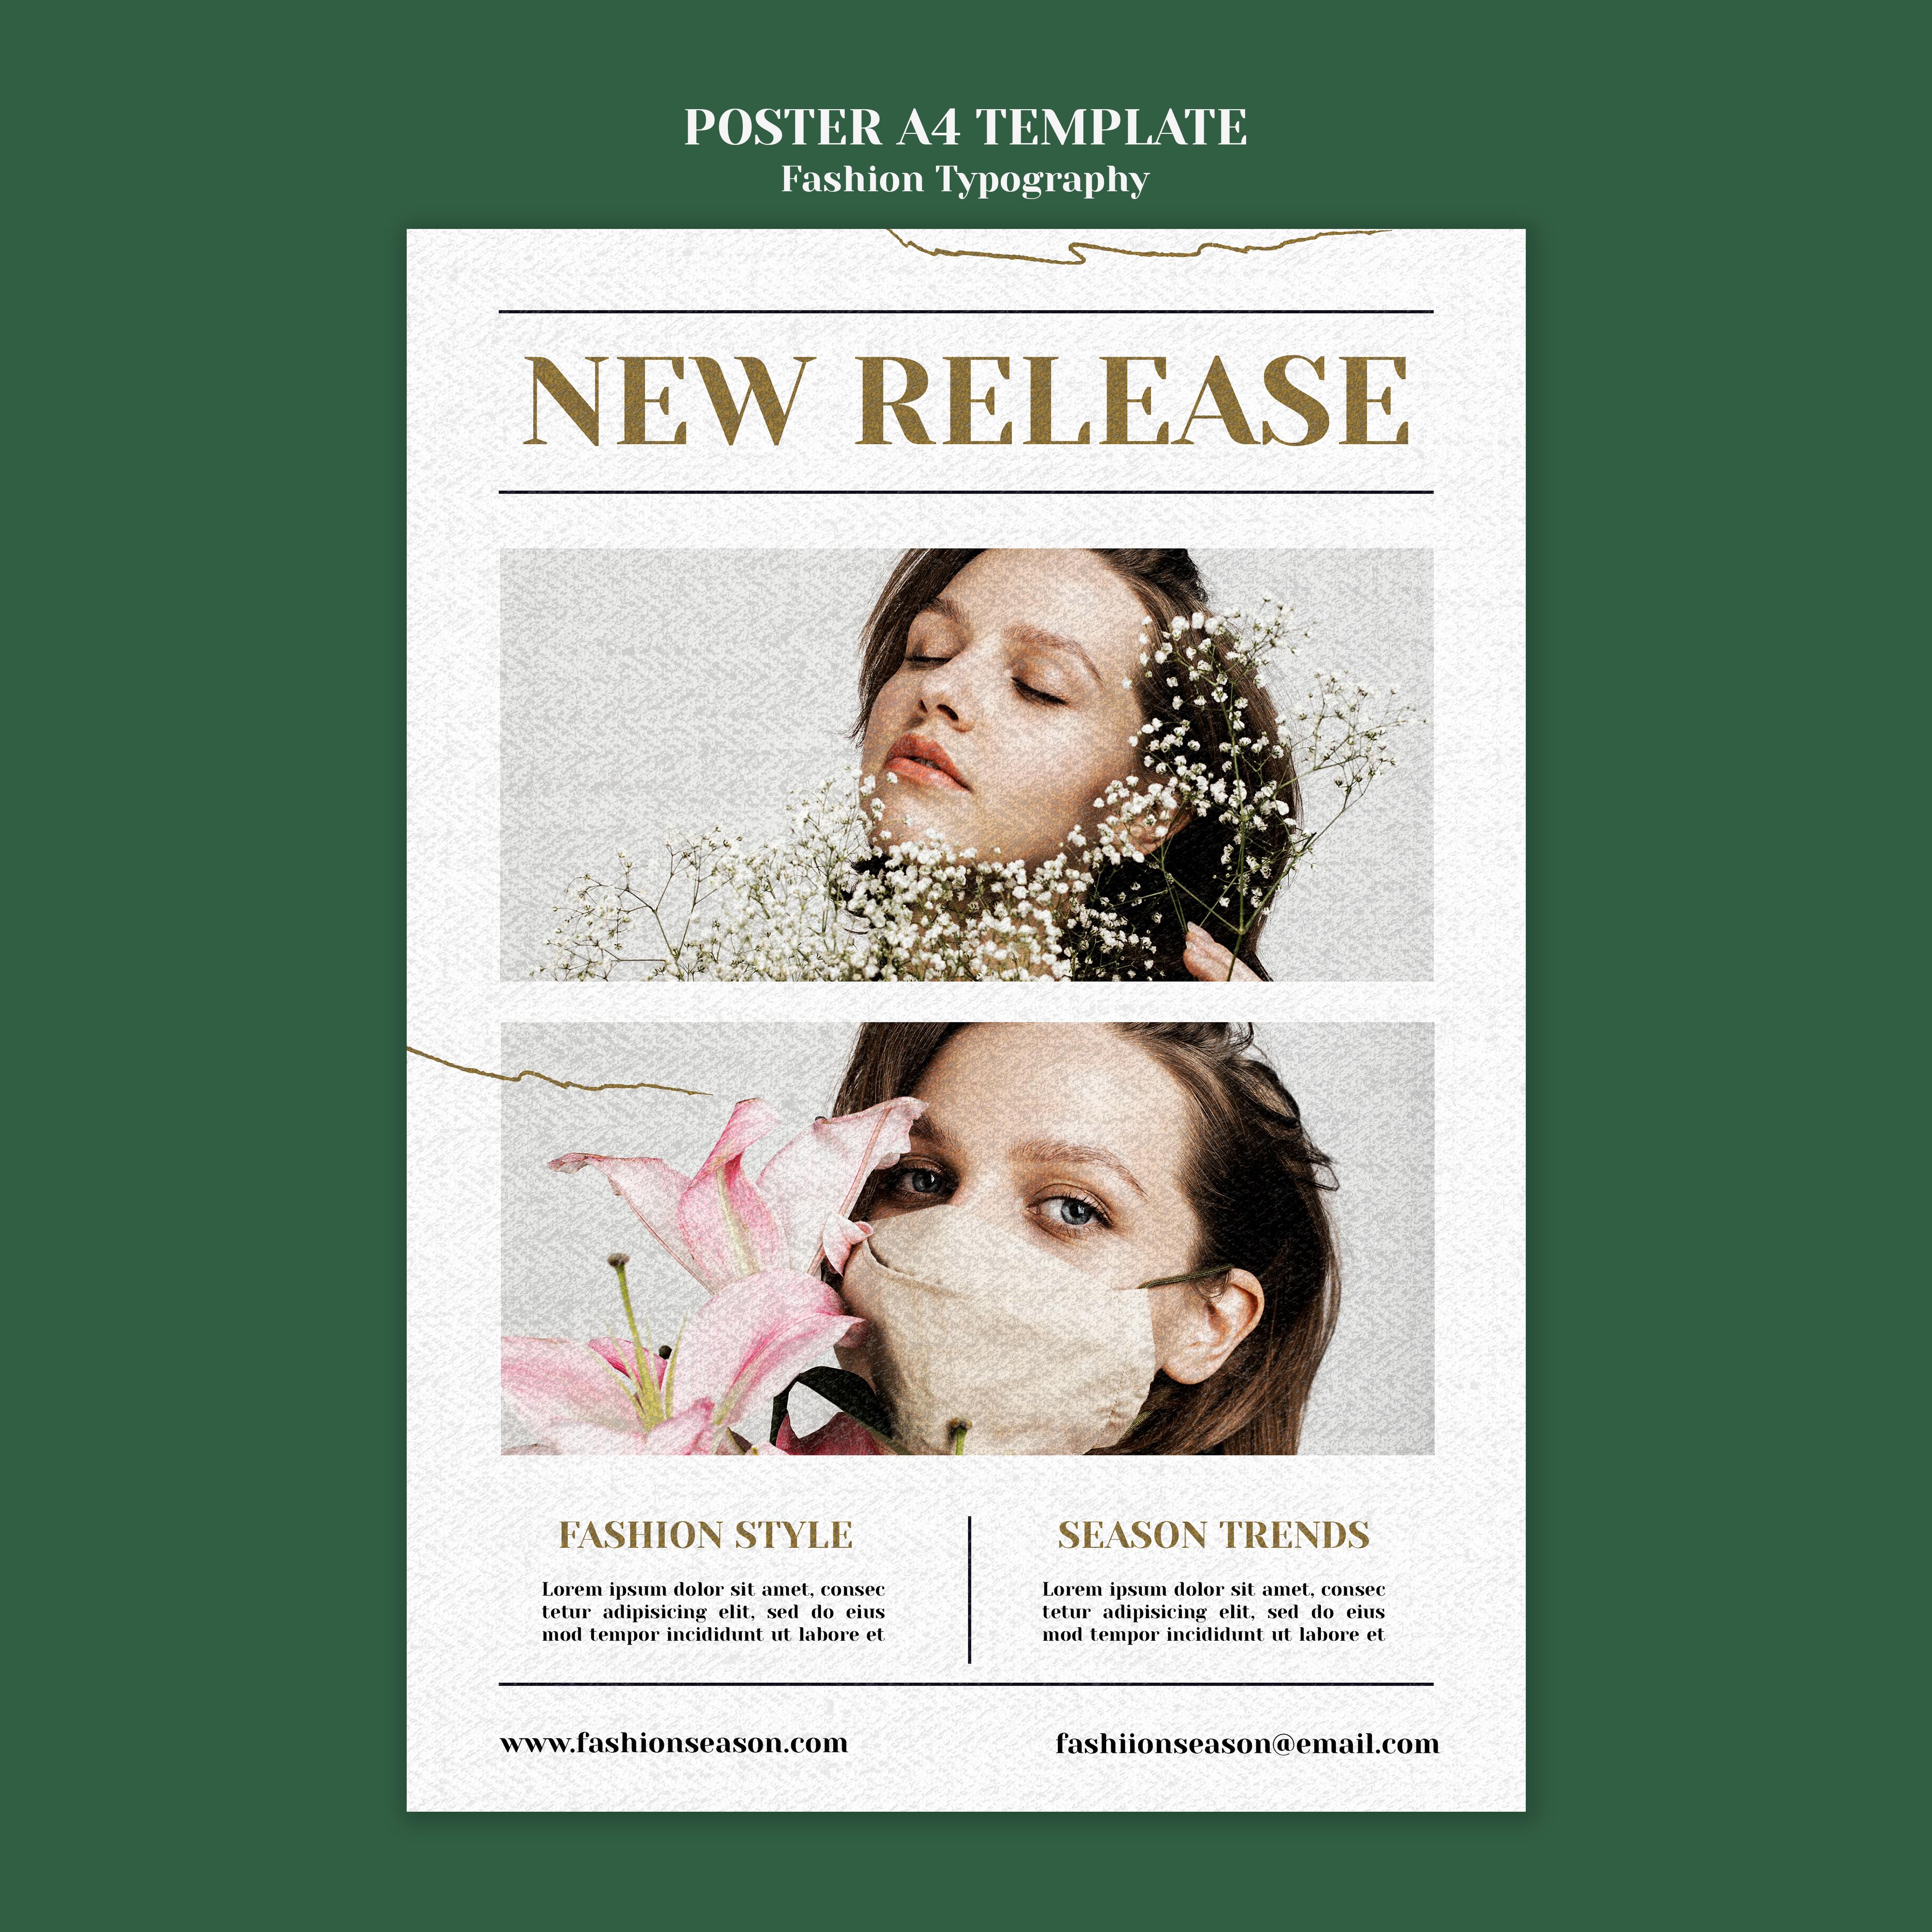 POSTER A4 TEMPLATE
Fashion Typography
NEW RELEASE
FASHION STYLE
Lorem ipsum dolor sit amet, consec
tetur adipisicing elit, sed do eius
mod tempor incididunt ut labore et
SEASON TRENDS
Lorem ipsum dolor sit amet, consec
tetur adipisicing elit, sed do eius
mod tempor incididunt ut labore et
www.fashionseason.com
fashiionseason@email.com